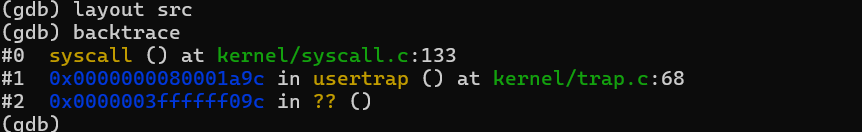 (gdb) layout src
(gdb) backtrace
#0  syscall () at kernel/syscall.c:133
#1  0x0000000080001a9c in usertrap () at kernel/trap.c:68
#2  0x0000003ffffff09c in ?? ()
(gdb)